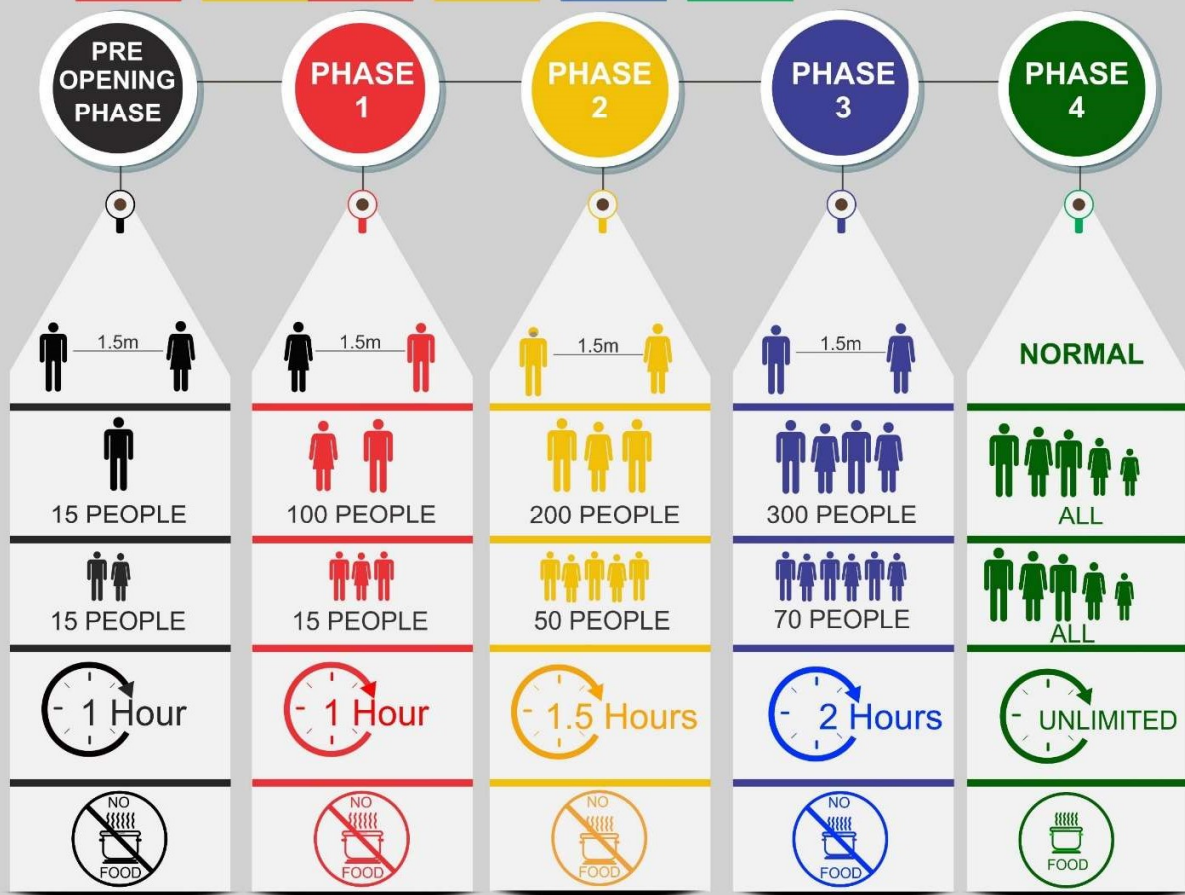 PRE
OPENING
PHASE
PHASE
1
PHASE
2
PHASE
3
PHASE
4
1.5m
1.5m
1.5m
1.5m
NORMAL
15 PEOPLE
100 PEOPLE
200 PEOPLE
300 PEOPLE
ALL
15 PEOPLE
15 PEOPLE
50 PEOPLE
70 PEOPLE
ALL
1 Hour
1 Hour
1.5 Hours
2 Hours
UNLIMITED
NO
FOOD
NO
FOOD
NO
FOOD
NO
FOOD
FOOD